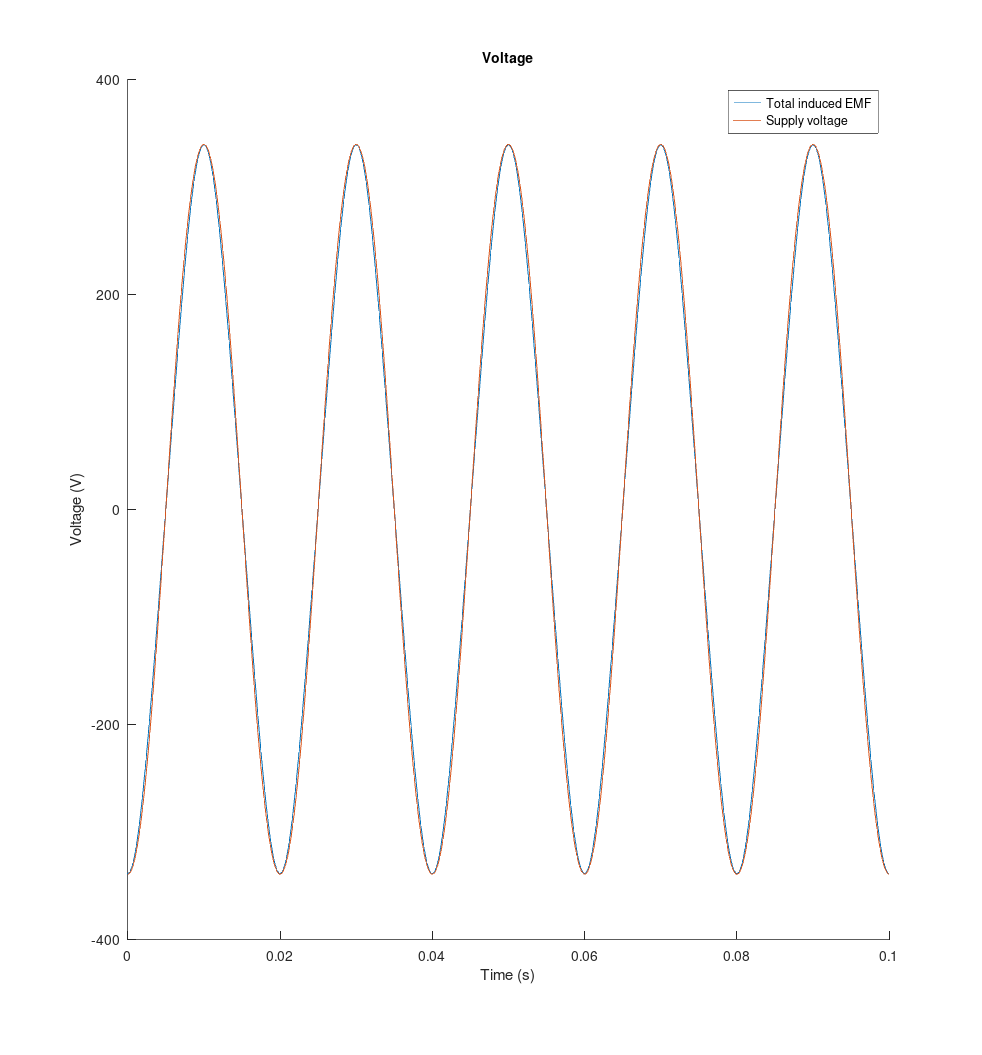 Voltage
Total induced EMF
Supply voltage
400
200
0
-200
-400
Voltage (V)
0 0.02 0.04 0.06 0.08 0.1
Time (s)